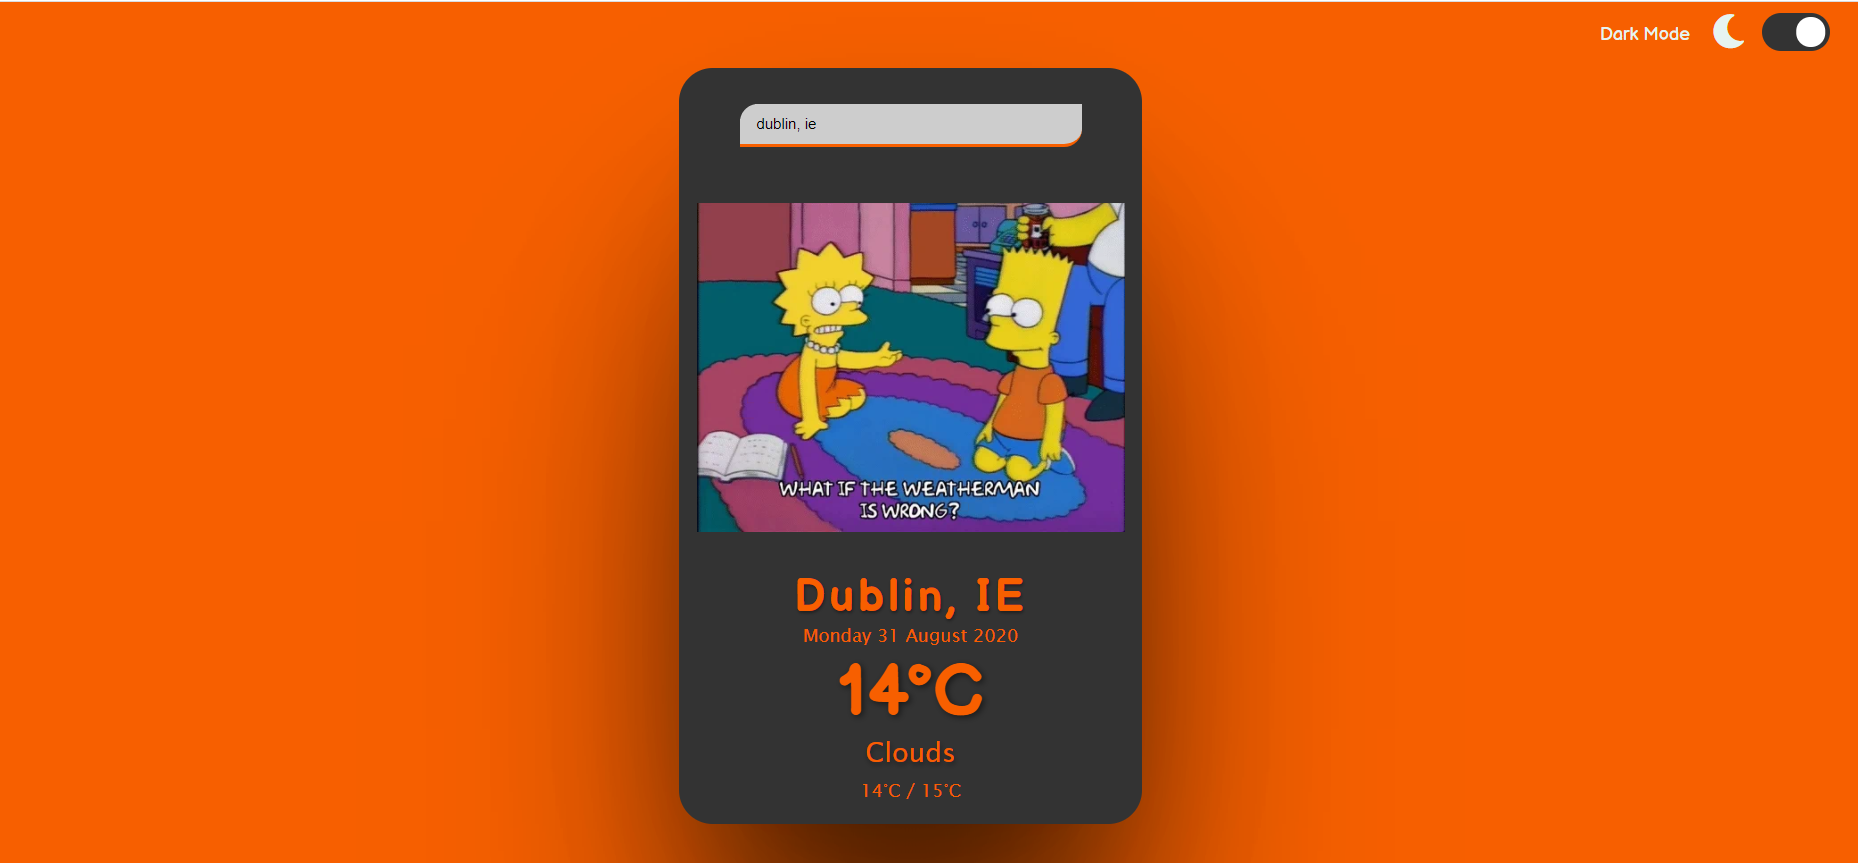 Dark Mode
dublin, ie
WHAT IF THE WEATHERMAN
IS WRONG?
Dublin, IE
Monday 31 August 2020
14°C
Clouds
14°C / 15°C